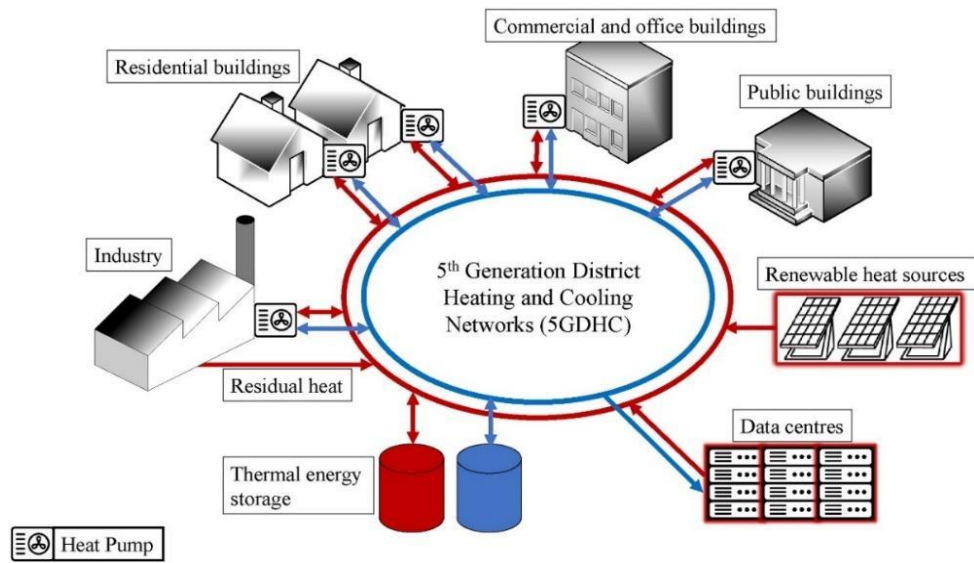 Commercial and office buildings
Residential buildings
Public buildings
Industry
5th Generation District
Heating and Cooling
Networks (5GDHC)
Renewable heat sources
Residual heat
Data centres
Thermal energy
storage
Heat Pump